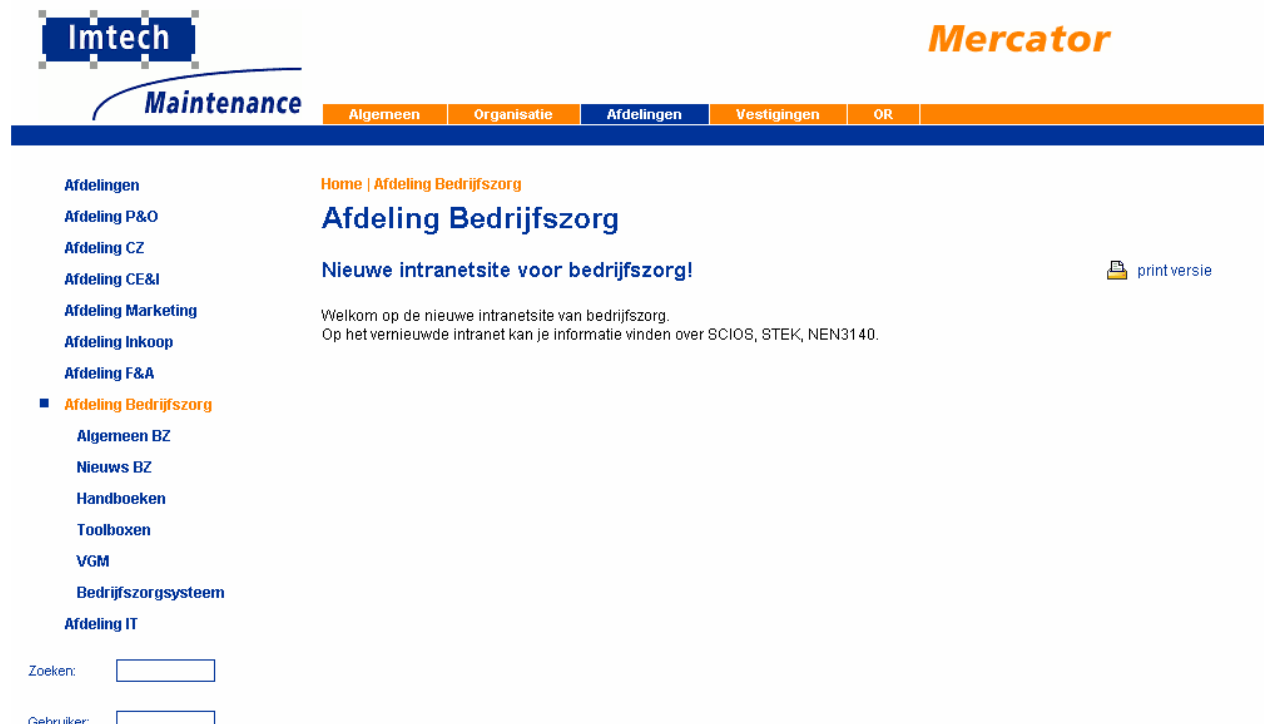 Imtech
Maintenance
Mercator
Algemeen Organisatie Afdelingen Vestigingen OR
Afdelingen
Afdeling P&O
Afdeling CZ
Afdeling CE&I
Afdeling Marketing
Afdeling Inkoop
Afdeling F&A
Afdeling Bedrijfszorg
Algemeen BZ
Nieuws BZ
Handboeken
Toolboxen
VGM
Bedrijfszorgsysteem
Afdeling IT
Zoeken:
Gebruiker:
Home | Afdeling Bedrijfszorg
Afdeling Bedrijfszorg
Nieuwe intranetsite voor bedrijfszorg!
print versie
Welkom op de nieuwe intranetsite van bedrijfszorg.
Op het vernieuwde intranet kan je informatie vinden over SCIOS, STEK, NEN3140.